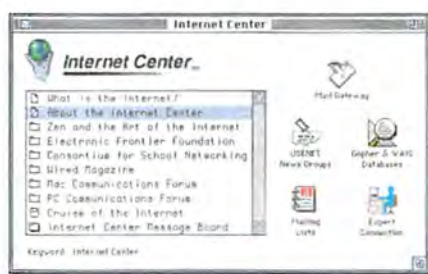 Internet Center
Internet Center™
What is the Internet?
About the Internet Center
Zen and the Art of the Internet
Electronic Frontier Foundation
Consortium for School Networking
Wired Magazine
Mac Communications Forum
PC Communications Forum
Cruise of the Internet
Internet Center Message Board
Keyword: Internet Center
Mail Gateway
USENET
News Groups
Gopher & WAIS
Databases
Mailing
Lists
Expert
Connection